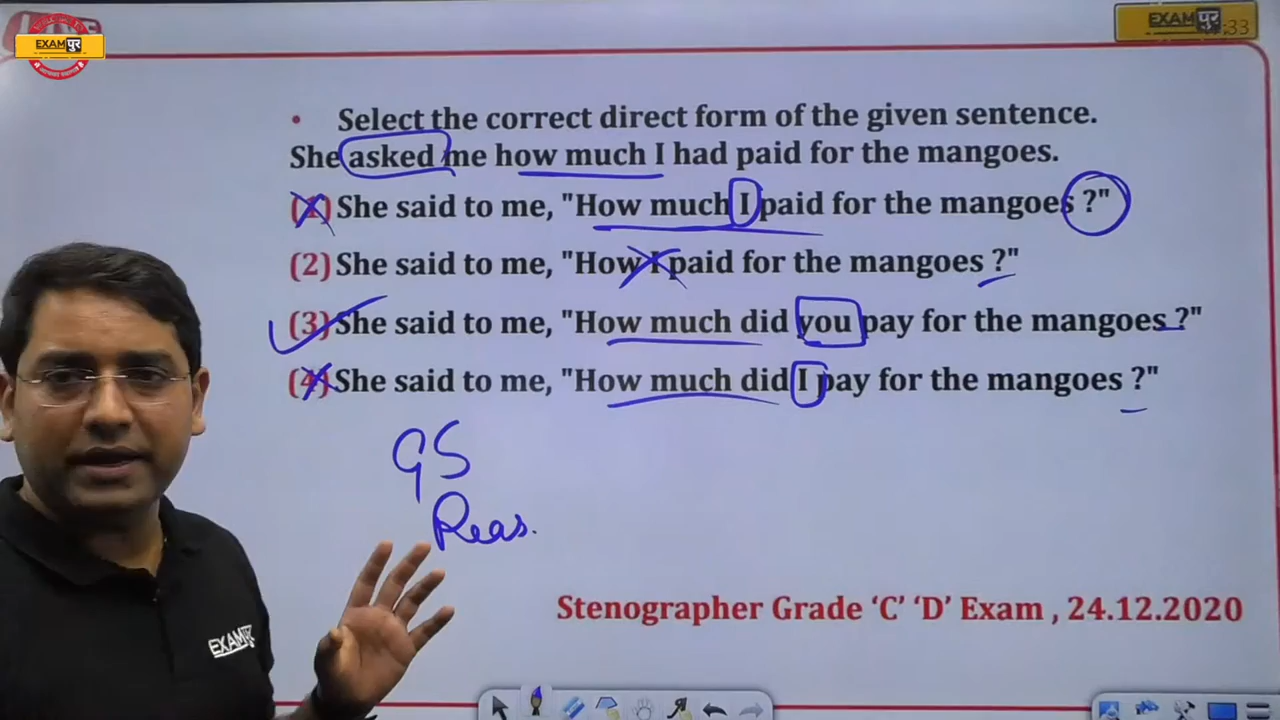 EXAMपुर
EXAMपुर :33
• Select the correct direct form of the given sentence.
She asked me how much I had paid for the mangoes.
(1) She said to me, "How much I paid for the mangoes ?"
(2) She said to me, "How I paid for the mangoes ?"
(3) She said to me, "How much did you pay for the mangoes ?"
(4) She said to me, "How much did I pay for the mangoes ?"
GS
Reas.
EXAMपुर
Stenographer Grade ‘C’ ‘D’ Exam , 24.12.2020